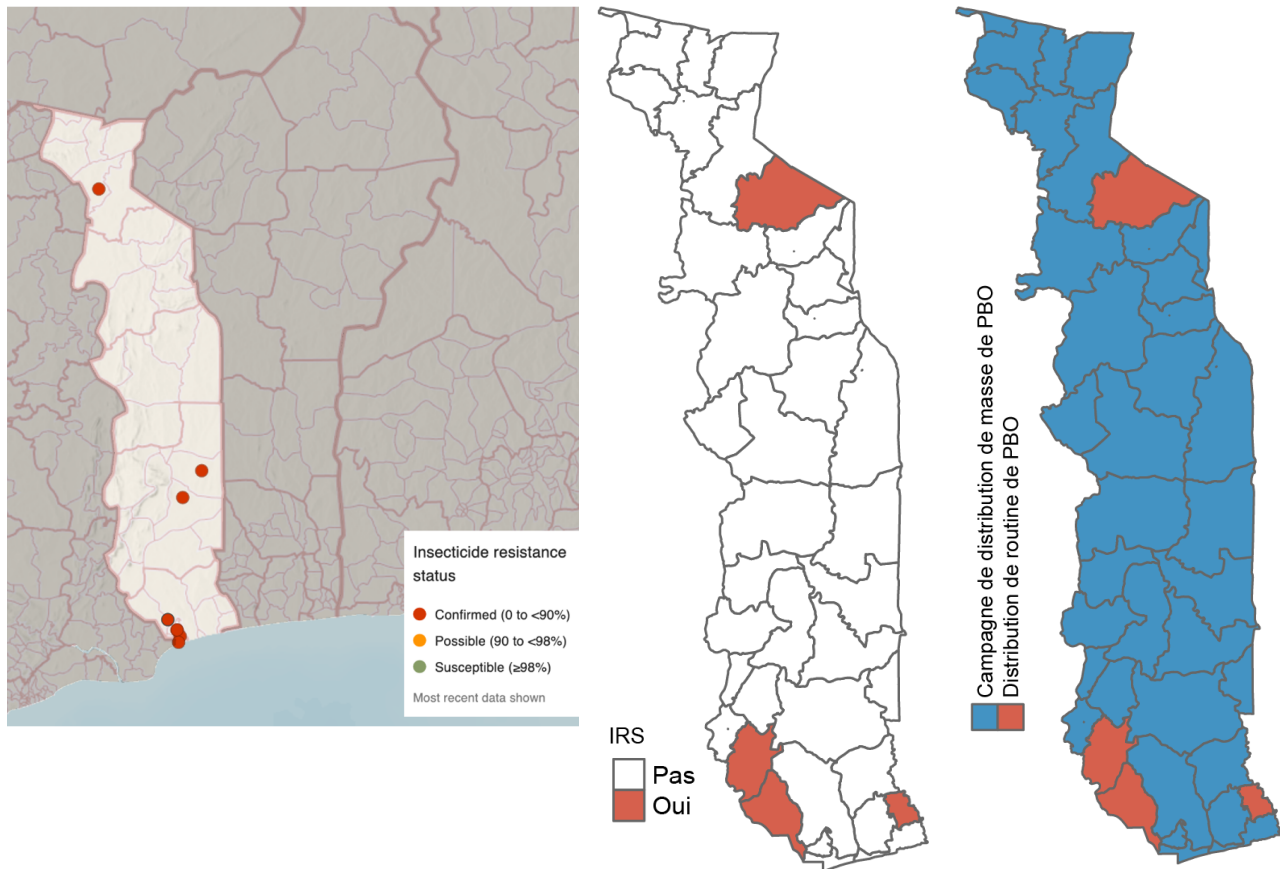 Insecticide resistance
status
Confirmed (0 to <90%)
Possible (90 to <98%)
Susceptible (≥98%)
Most recent data shown
IRS
Pas
Oui
Campagne de distribution de masse de PBO
Distribution de routine de PBO